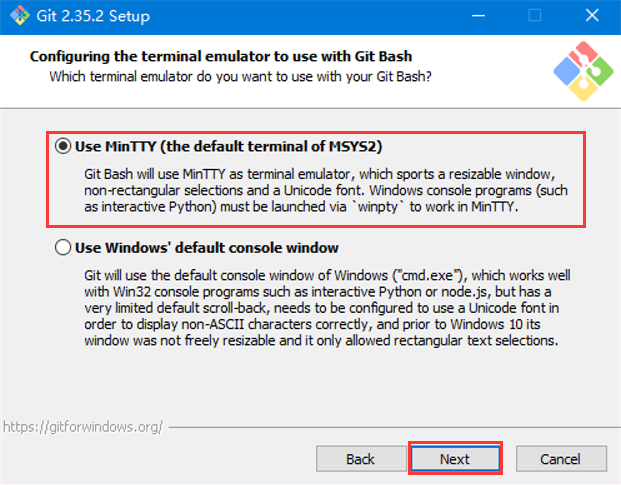 Git 2.35.2 Setup
Configuring the terminal emulator to use with Git Bash
Which terminal emulator do you want to use with your Git Bash?
Use MinTTY (the default terminal of MSYS2)
Git Bash will use MinTTY as terminal emulator, which sports a resizable window,
non-rectangular selections and a Unicode font. Windows console programs (such
as interactive Python) must be launched via `winpty` to work in MinTTY.
Use Windows' default console window
Git will use the default console window of Windows ("cmd.exe"), which works well
with Win32 console programs such as interactive Python or node.js, but has a
very limited default scroll-back, needs to be configured to use a Unicode font in
order to display non-ASCII characters correctly, and prior to Windows 10 its
window was not freely resizable and it only allowed rectangular text selections.
https://gitforwindows.org/
Back
Next
Cancel